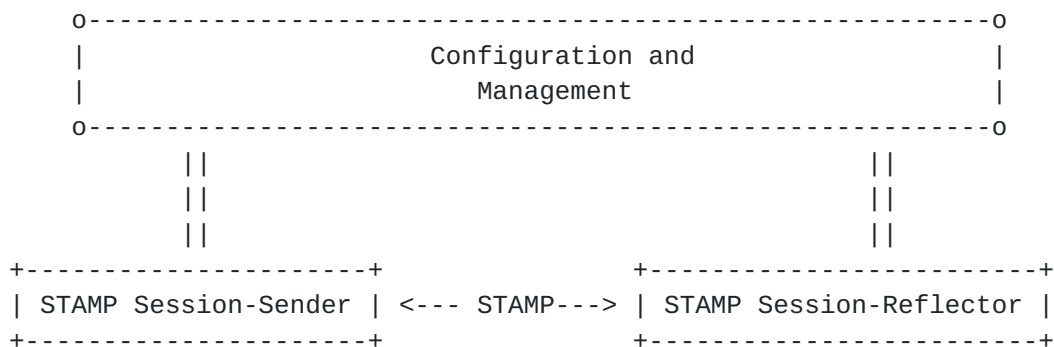 o----------------------------------------------------------o
|                      Configuration and                   |
|                         Management                       |
o----------------------------------------------------------o
       ||                                          ||
       ||                                          ||
       ||                                          ||
+----------------------+                +-------------------------+
| STAMP Session-Sender | <--- STAMP---> | STAMP Session-Reflector |
+----------------------+                +-------------------------+